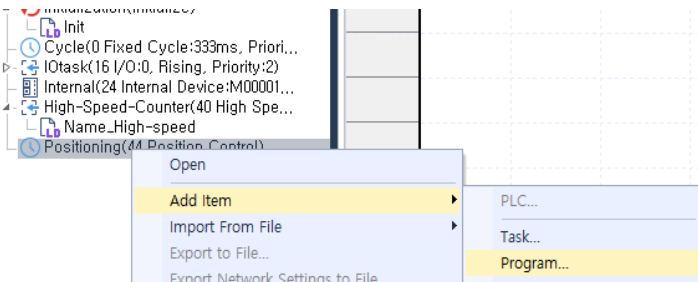 Initialization(Initialize)
Init
Cycle(0 Fixed Cycle:333ms, Priori...
IOtask(16 I/O:0, Rising, Priority:2)
Internal(24 Internal Device:M00001...
High-Speed-Counter(40 High Spe...
Name_High-speed
Positioning(44 Position Control)
Open
Add Item
PLC...
Import From File
Task...
Export to File...
Program...
Export Network Settings to File